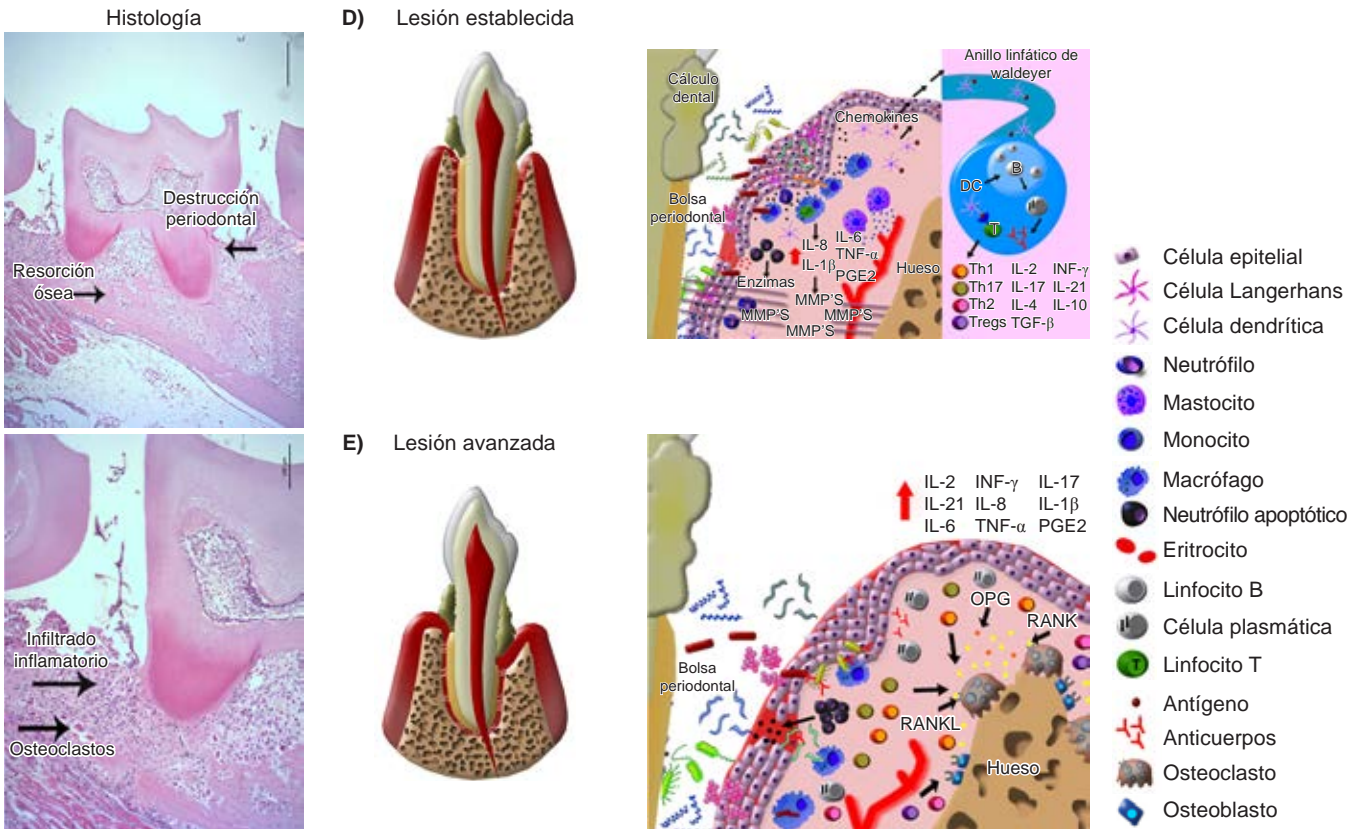 Histología
Destrucción
periodontal
Resorción
ósea
D) Lesión establecida
Cálculo
dental
Bolsa
periodontal
Chemokines
IL-8 IL-6
IL-1β TNF-α
PGE2
Enzimas
MMP'S
MMP'S MMP'S
MMP'S
Hueso
Anillo linfático de
waldeyer
B
DC
T
Th1 IL-2 INF-γ
Th17 IL-17 IL-21
Th2 IL-4 IL-10
Tregs TGF-β
Infiltrado
inflamatorio
Osteoclastos
E) Lesión avanzada
IL-2 INF-γ IL-17
IL-21 IL-8 IL-1β
IL-6 TNF-α PGE2
Bolsa
periodontal
OPG
RANK
RANKL
Hueso
Célula epitelial
Célula Langerhans
Célula dendrítica
Neutrófilo
Mastocito
Monocito
Macrófago
Neutrófilo apoptótico
Eritrocito
Linfocito B
Célula plasmática
T Linfocito T
Antígeno
Anticuerpos
Osteoclasto
Osteoblasto